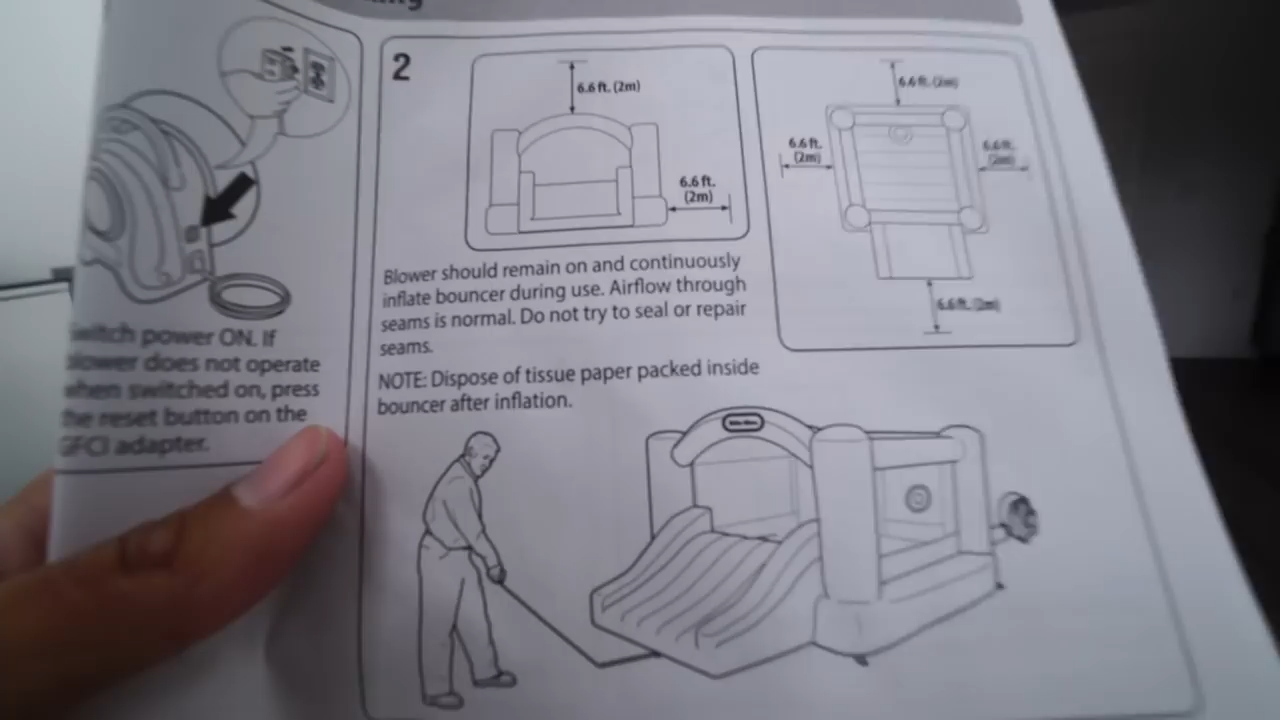 Switch power ON. If
blower does not operate
when switched on, press
the reset button on the
GFCI adapter.
2
6.6 ft. (2m)
6.6 ft.
(2m)
Blower should remain on and continuously
inflate bouncer during use. Airflow through
seams is normal. Do not try to seal or repair
seams.
NOTE: Dispose of tissue paper packed inside
bouncer after inflation.
6.6 ft. (2m)
6.6 ft.
(2m)
6.6 ft.
(2m)
6.6 ft. (2m)